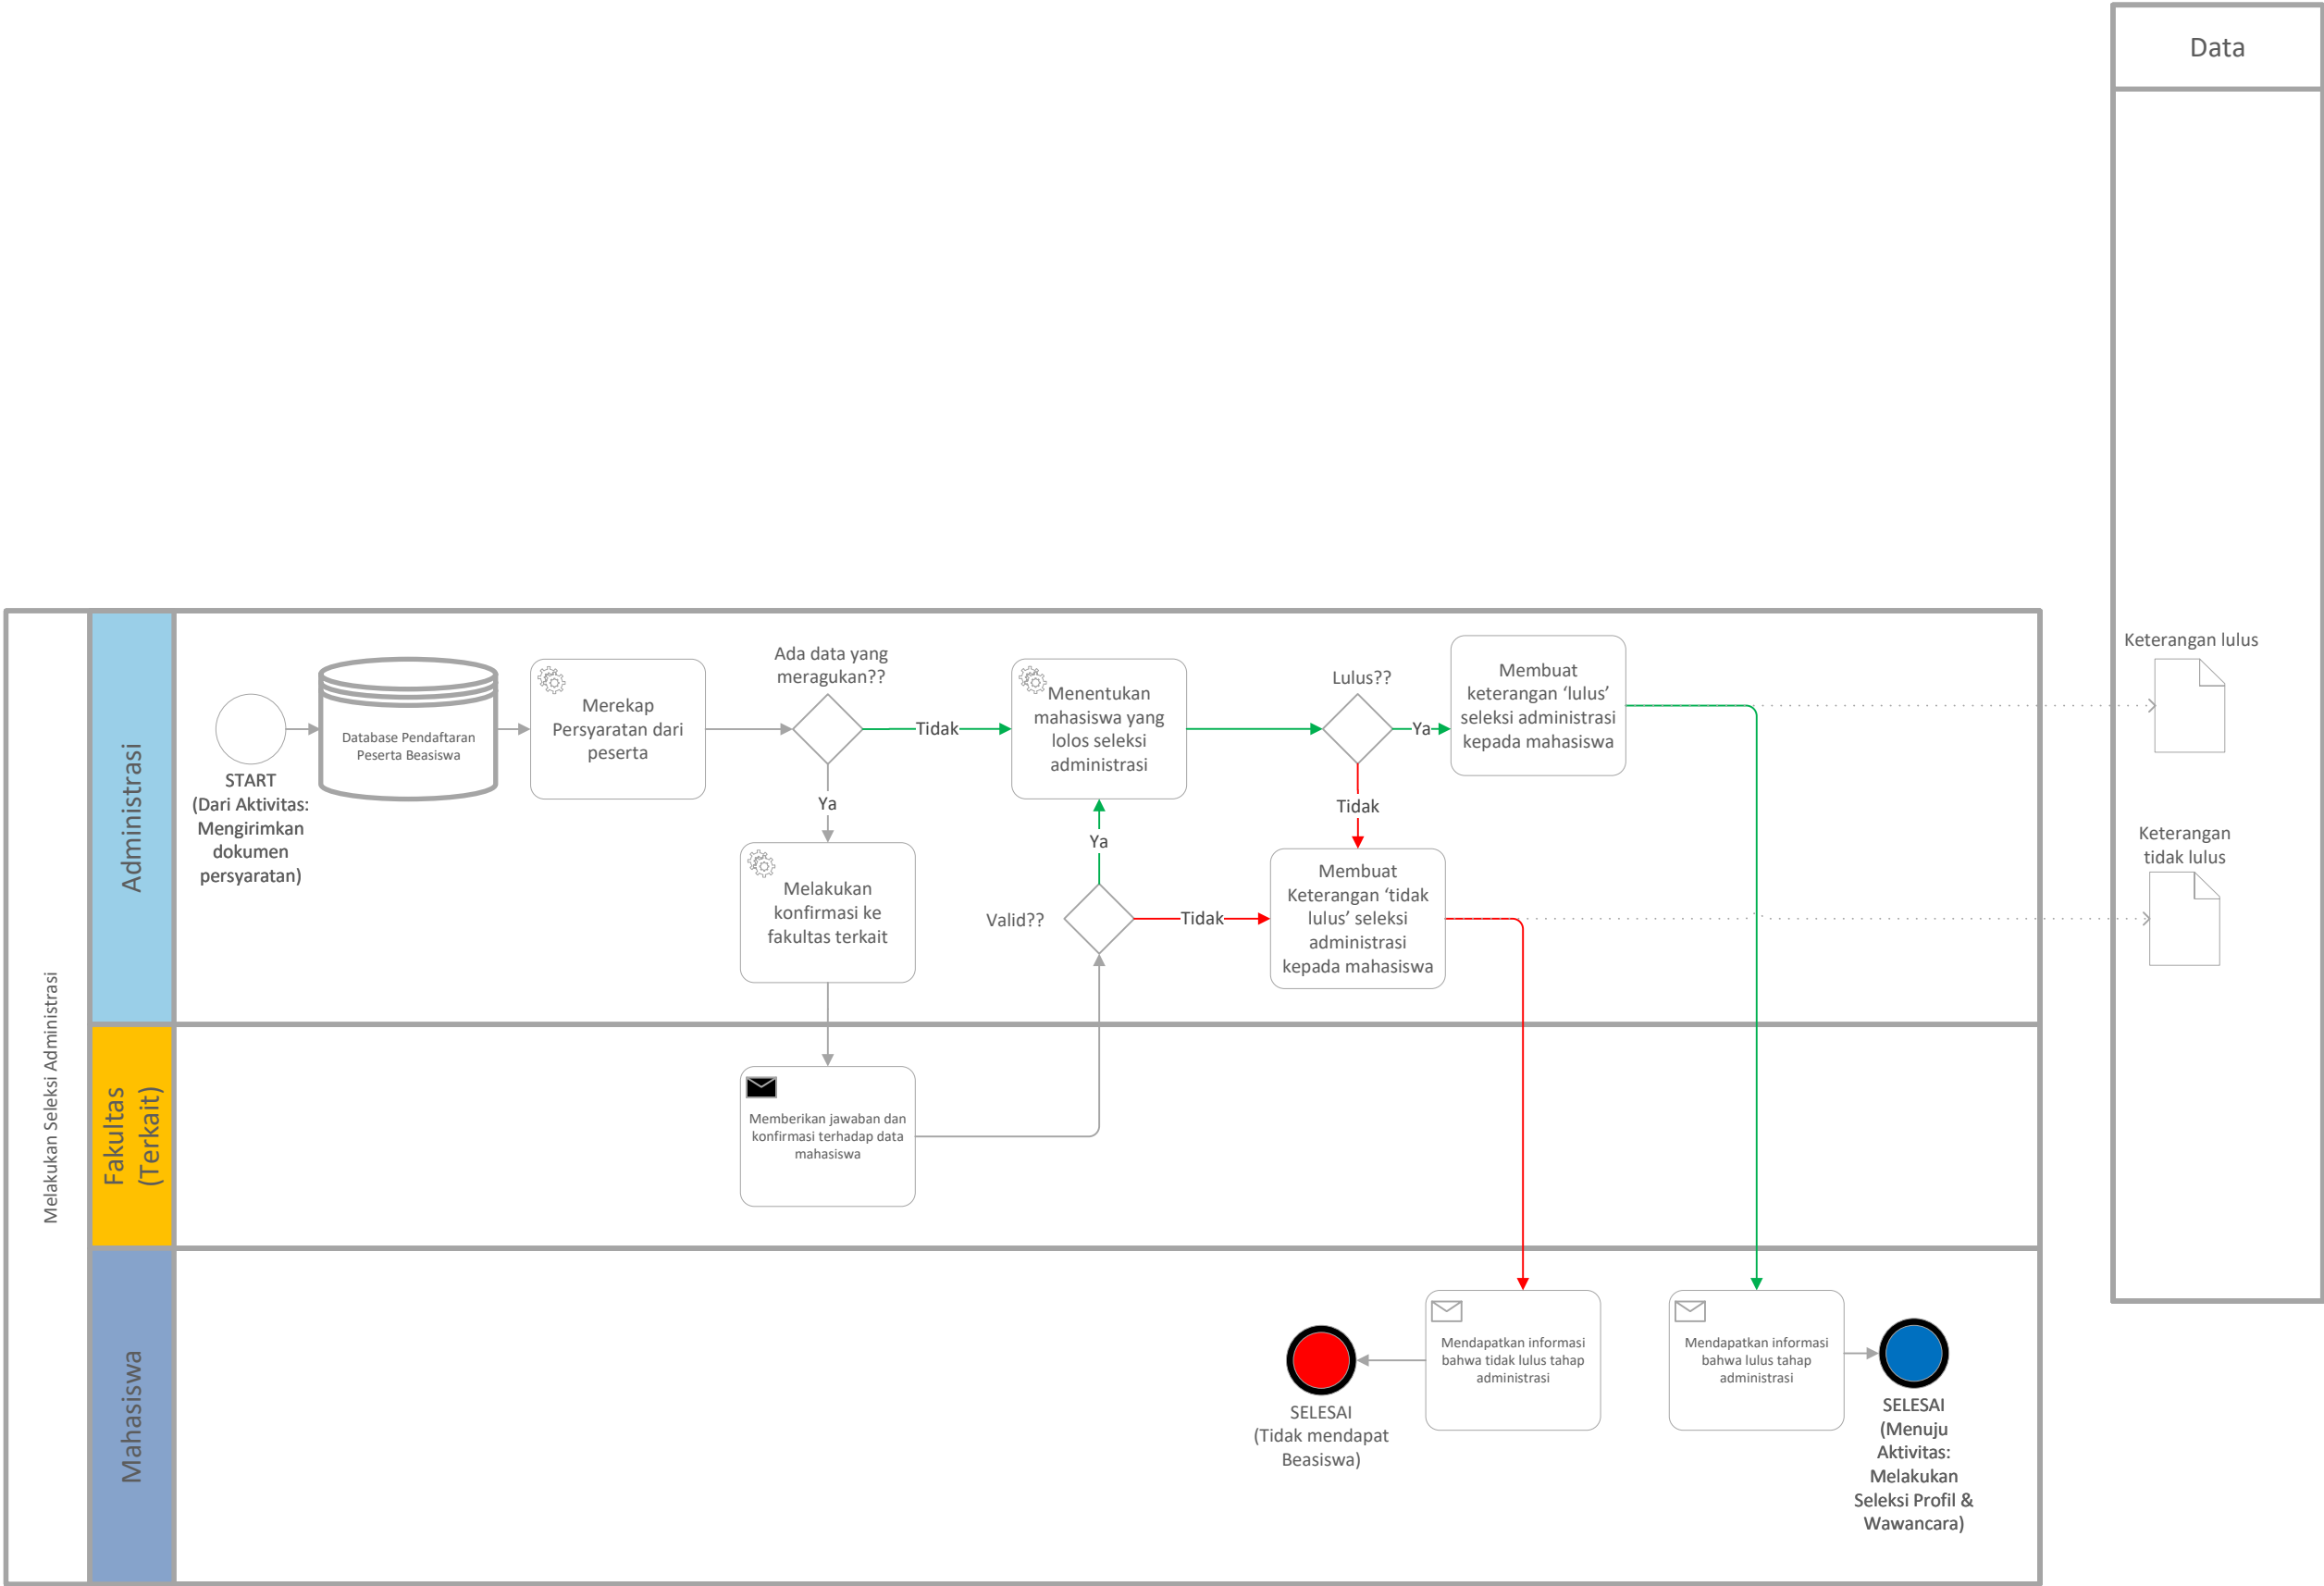 Data
Melakukan Seleksi Administrasi
Administrasi
START
(Dari Aktivitas:
Mengirimkan
dokumen
persyaratan)
Database Pendaftaran
Peserta Beasiswa
Merekap
Persyaratan dari
peserta
Ada data yang
meragukan??
Tidak
Ya
Melakukan
konfirmasi ke
fakultas terkait
Menentukan
mahasiswa yang
lolos seleksi
administrasi
Ya
Valid??
Tidak
Lulus??
Ya
Tidak
Membuat
keterangan ‘lulus’
seleksi administrasi
kepada mahasiswa
Membuat
Keterangan ‘tidak
lulus’ seleksi
administrasi
kepada mahasiswa
Keterangan lulus
Keterangan
tidak lulus
Fakultas
(Terkait)
Memberikan jawaban dan
konfirmasi terhadap data
mahasiswa
Mahasiswa
SELESAI
(Tidak mendapat
Beasiswa)
Mendapatkan informasi
bahwa tidak lulus tahap
administrasi
Mendapatkan informasi
bahwa lulus tahap
administrasi
SELESAI
(Menuju
Aktivitas:
Melakukan
Seleksi Profil &
Wawancara)